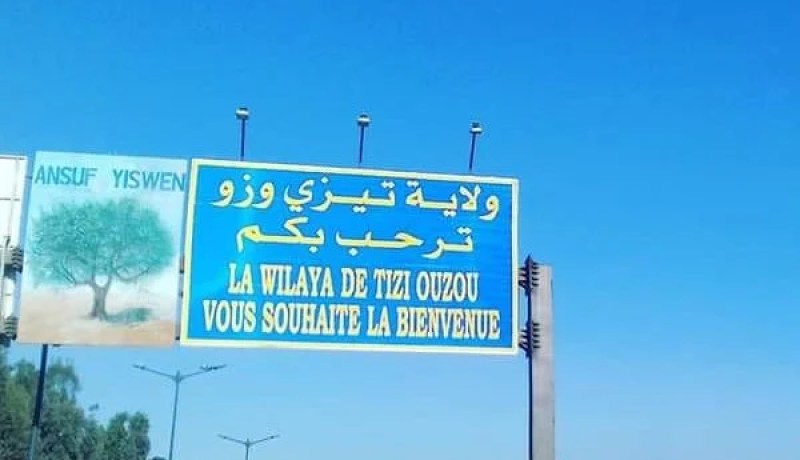 ANSUF YISWEN
ولاية تيزي وزو
ترحب بكم
LA WILAYA DE TIZI OUZOU
VOUS SOUHAITE LA BIENVENUE